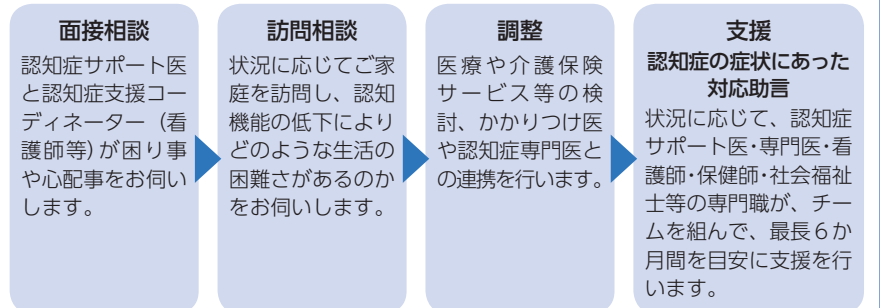 面接相談
認知症サポート医
と認知症支援コー
ディネーター（看
護師等）が困り事
や心配事をお伺い
します。
訪問相談
状況に応じてご家
庭を訪問し、認知
機能の低下により
どのような生活の
困難さがあるのか
をお伺いします。
調整
医療や介護保険
サービス等の検
討、かかりつけ医
や認知症専門医と
の連携を行います。
支援
認知症の症状にあった
対応助言
状況に応じて、認知症
サポート医・専門医・看
護師・保健師・社会福祉
士等の専門職が、チー
ムを組んで、最長６か
月間を目安に支援を行
います。